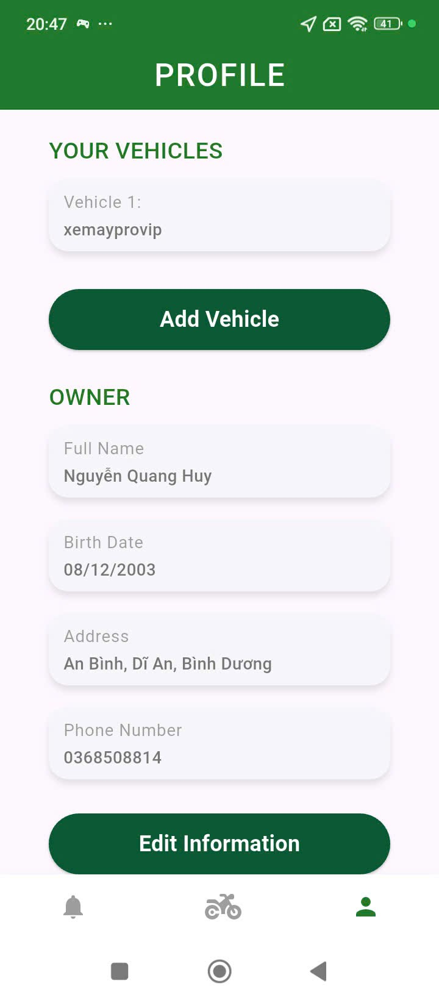 20:47
41
PROFILE
YOUR VEHICLES
Vehicle 1:
xemayprovip
Add Vehicle
OWNER
Full Name
Nguyễn Quang Huy
Birth Date
08/12/2003
Address
An Bình, Dĩ An, Bình Dương
Phone Number
0368508814
Edit Information